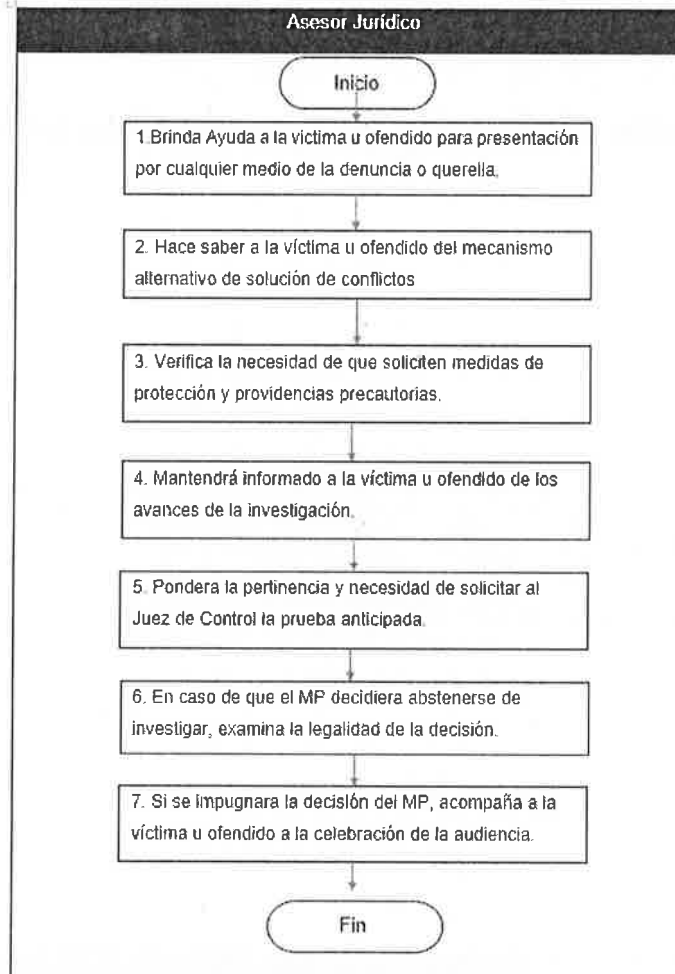 Asesor Jurídico
Inicio
1.Brinda Ayuda a la victima u ofendido para presentación
por cualquier medio de la denuncia o querella.
2. Hace saber a la víctima u ofendido del mecanismo
alternativo de solución de conflictos
3. Verifica la necesidad de que soliciten medidas de
protección y providencias precautorias.
4. Mantendrá informado a la víctima u ofendido de los
avances de la investigación.
5. Pondera la pertinencia y necesidad de solicitar al
Juez de Control la prueba anticipada.
6. En caso de que el MP decidiera abstenerse de
investigar, examina la legalidad de la decisión.
7. Si se impugnara la decisión del MP, acompaña a la
víctima u ofendido a la celebración de la audiencia.
Fin